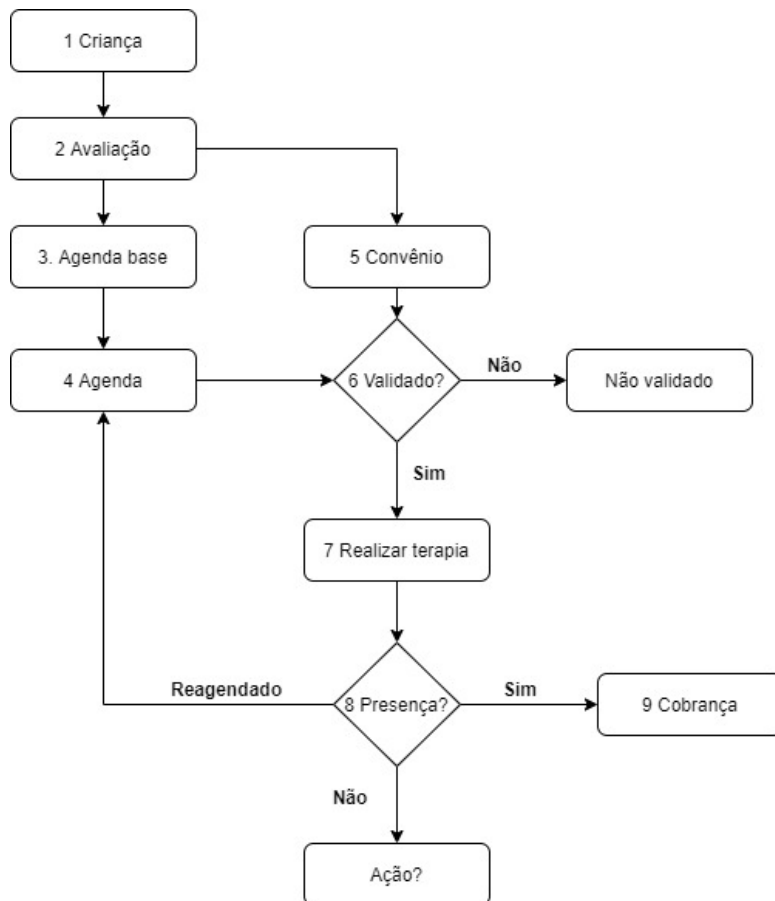 1 Criança
2 Avaliação
3. Agenda base
5 Convênio
4 Agenda
6 Validado?
Não
Não validado
Sim
7 Realizar terapia
Reagendado
8 Presença?
Sim
9 Cobrança
Não
Ação?